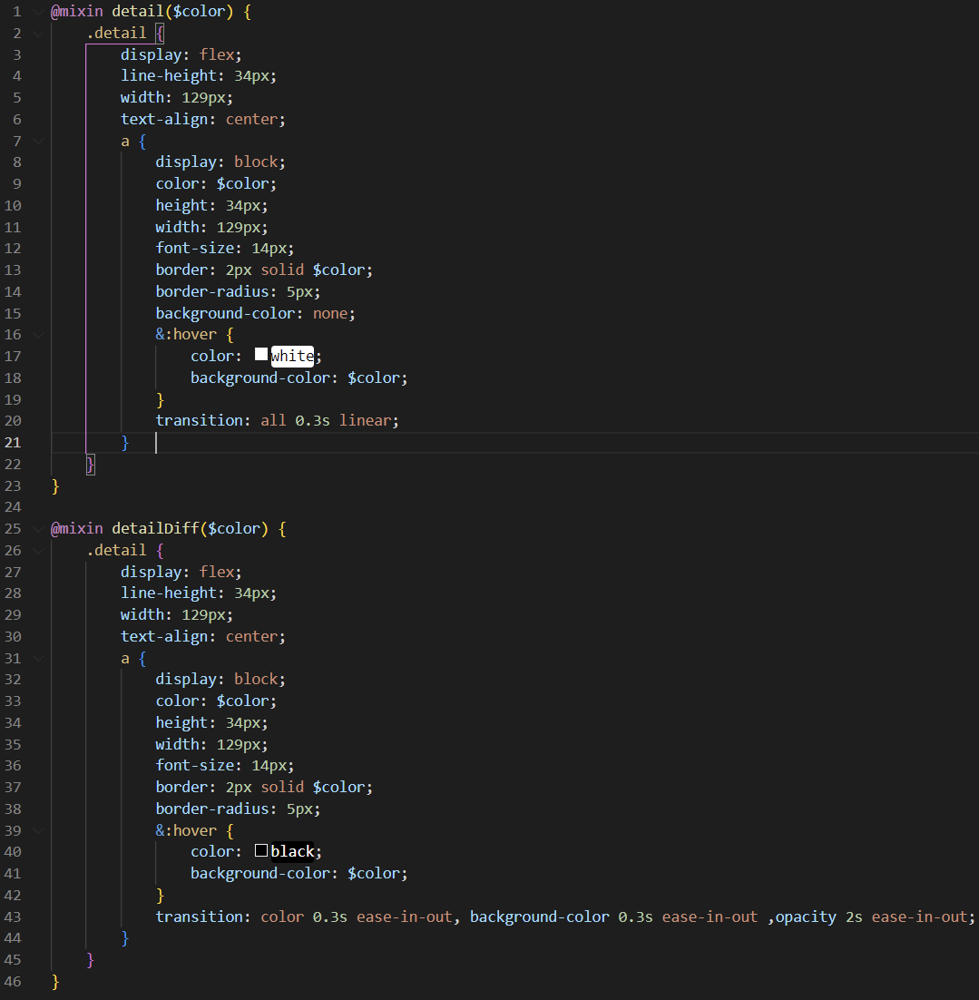 1 @mixin detail($color) {
2     .detail {
3         display: flex;
4         line-height: 34px;
5         width: 129px;
6         text-align: center;
7         a {
8             display: block;
9             color: $color;
10             height: 34px;
11             width: 129px;
12             font-size: 14px;
13             border: 2px solid $color;
14             border-radius: 5px;
15             background-color: none;
16             &:hover {
17                 color: white;
18                 background-color: $color;
19             }
20             transition: all 0.3s linear;
21         }
22     }
23 }
24
25 @mixin detailDiff($color) {
26     .detail {
27         display: flex;
28         line-height: 34px;
29         width: 129px;
30         text-align: center;
31         a {
32             display: block;
33             color: $color;
34             height: 34px;
35             width: 129px;
36             font-size: 14px;
37             border: 2px solid $color;
38             border-radius: 5px;
39             &:hover {
40                 color: black;
41                 background-color: $color;
42             }
43             transition: color 0.3s ease-in-out, background-color 0.3s ease-in-out ,opacity 2s ease-in-out;
44         }
45     }
46 }